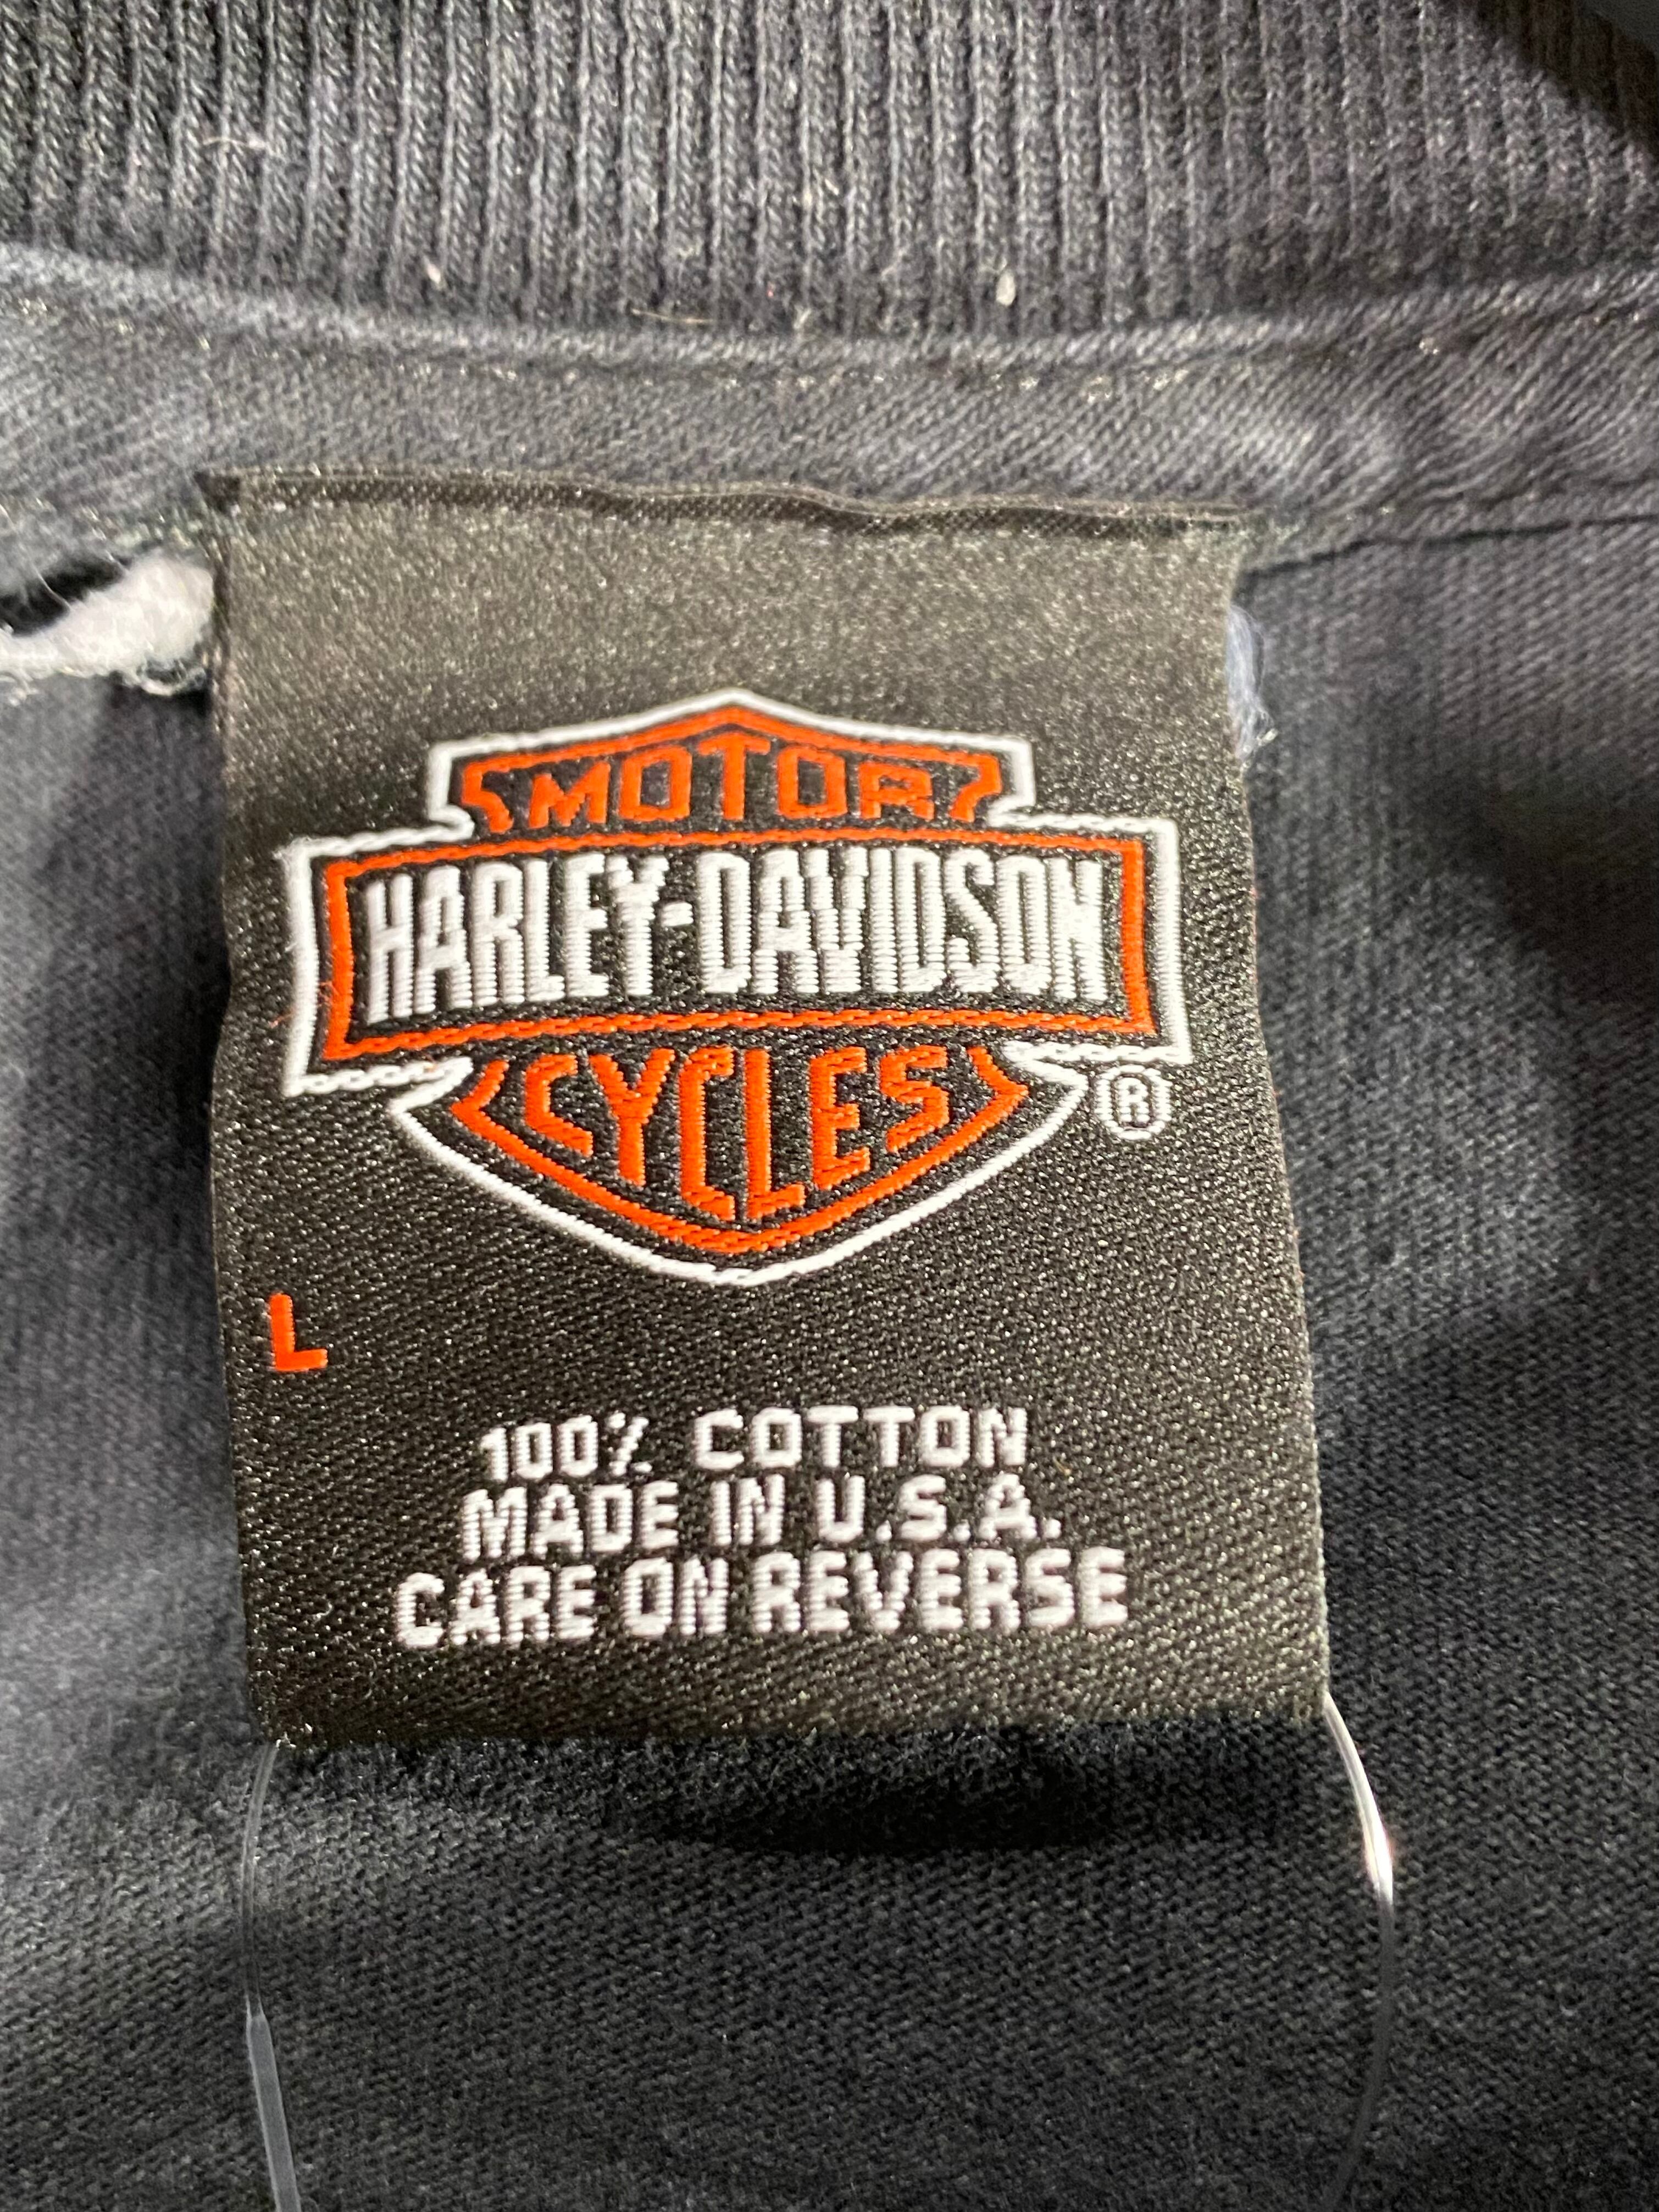 MOTOR
HARLEY-DAVIDSON
CYCLES
®
L
100% COTTON
MADE IN U.S.A.
CARE ON REVERSE